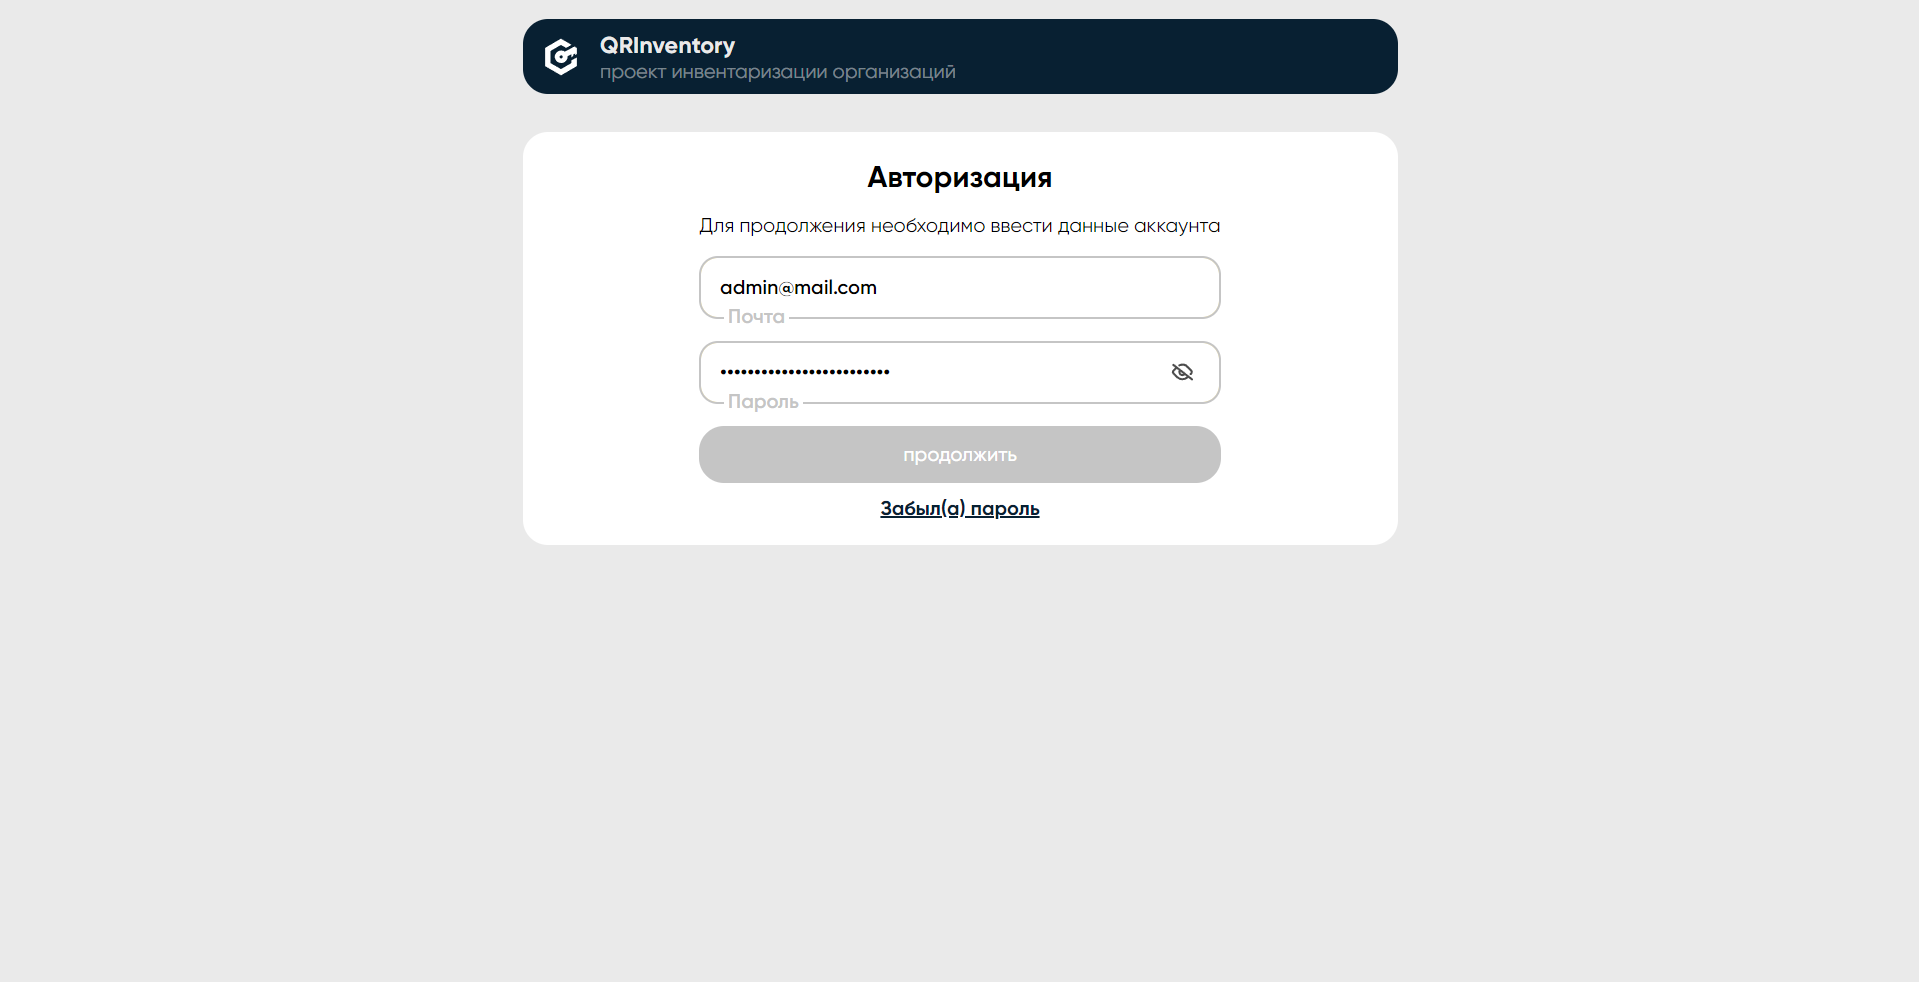 QRInventory
проект инвентаризации организаций
Авторизация
Для продолжения необходимо ввести данные аккаунта
admin@mail.com
Почта
•••••••••••••••••••••••••
Пароль
продолжить
Забыл(а) пароль